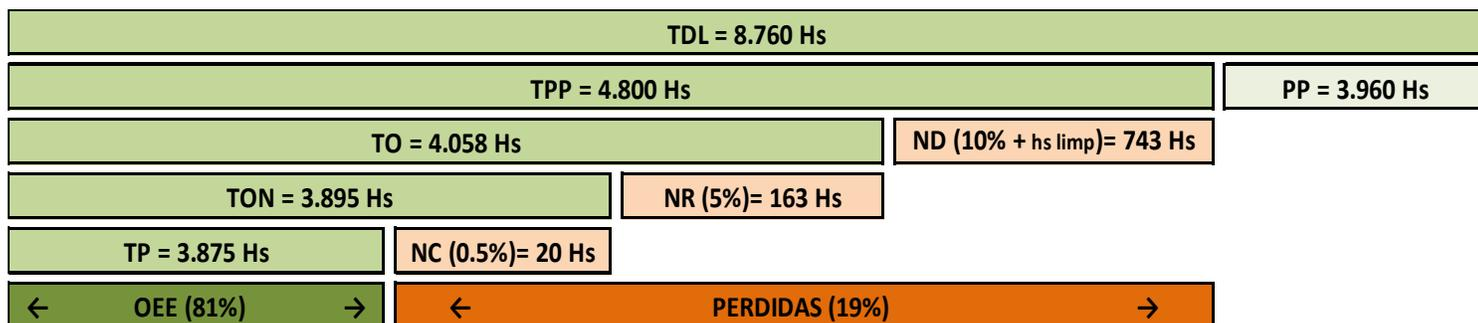 TDL = 8.760 Hs
TPP = 4.800 Hs PP = 3.960 Hs
TO = 4.058 Hs ND (10% + hs limp)= 743 Hs
TON = 3.895 Hs NR (5%)= 163 Hs
TP = 3.875 Hs NC (0.5%)= 20 Hs
← OEE (81%) → ← PERDIDAS (19%) →